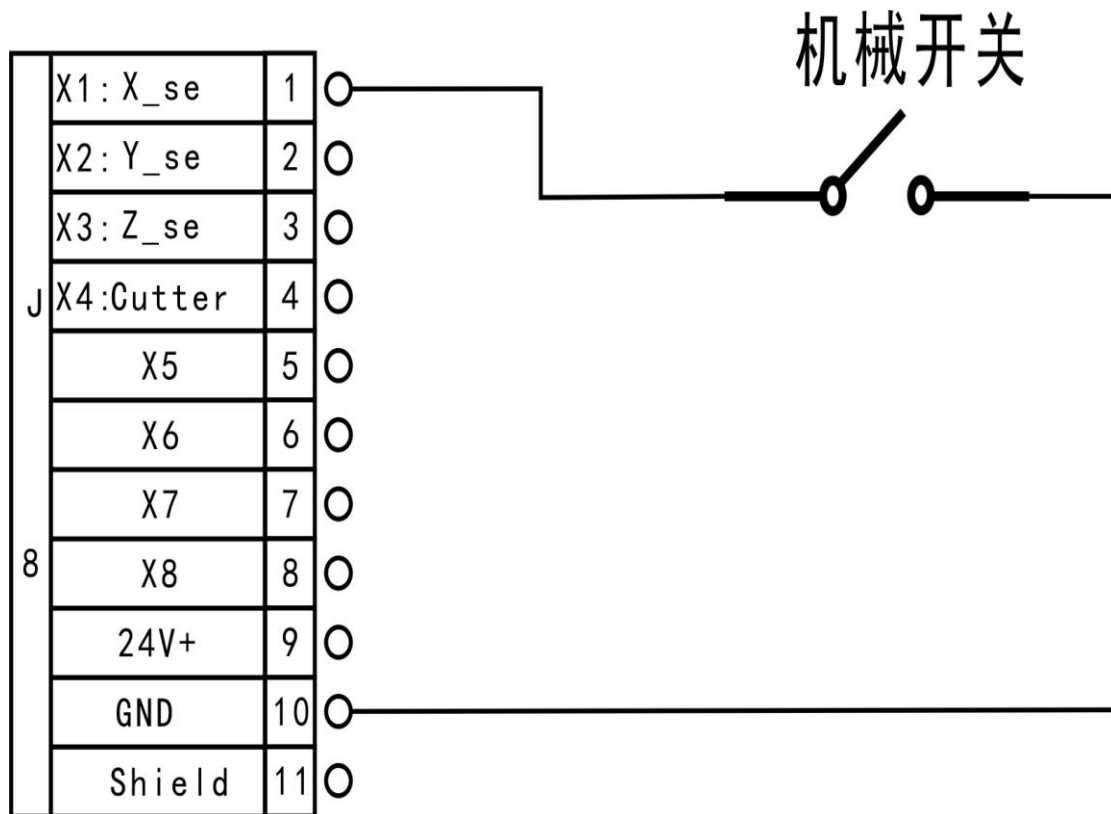 机械开关
X1: X_se 1
X2: Y_se 2
X3: Z_se 3
J
X4:Cutter 4
X5 5
X6 6
X7 7
8
X8 8
24V+ 9
GND 10
Shield 11